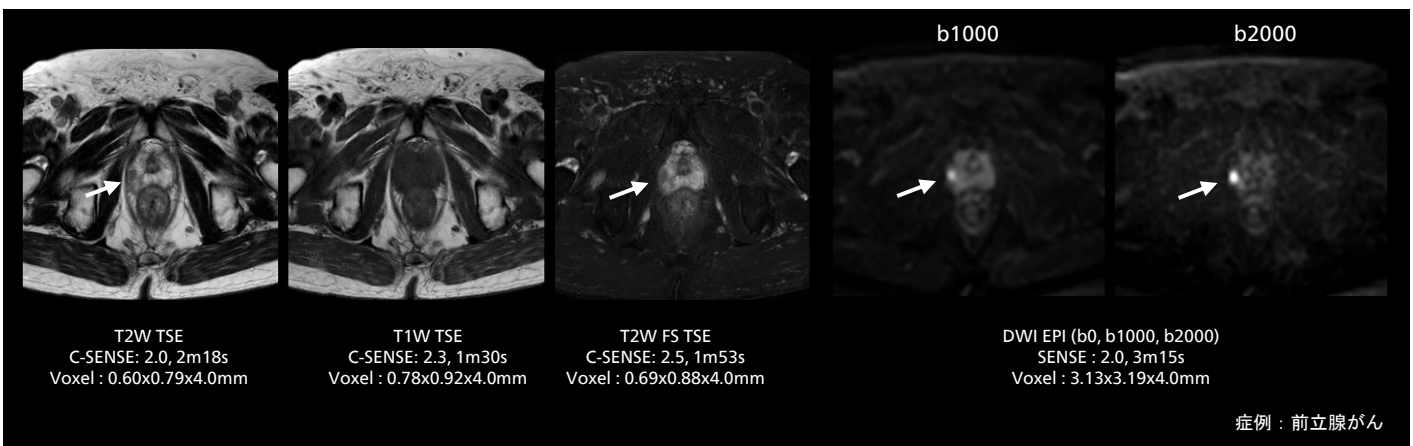 b1000
b2000
T2W TSE
C-SENSE: 2.0, 2m18s
Voxel : 0.60x0.79x4.0mm
T1W TSE
C-SENSE: 2.3, 1m30s
Voxel : 0.78x0.92x4.0mm
T2W FS TSE
C-SENSE: 2.5, 1m53s
Voxel : 0.69x0.88x4.0mm
DWI EPI (b0, b1000, b2000)
SENSE : 2.0, 3m15s
Voxel : 3.13x3.19x4.0mm
症例：前立腺がん